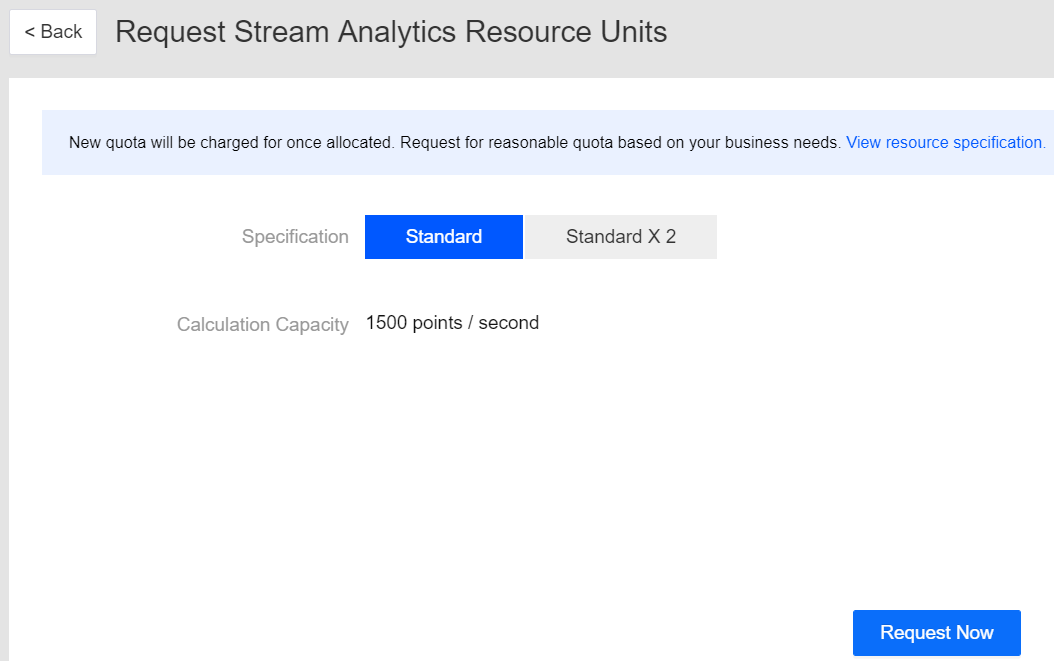 < Back Request Stream Analytics Resource Units
New quota will be charged for once allocated. Request for reasonable quota based on your business needs. View resource specification.
Specification Standard Standard X 2
Calculation Capacity 1500 points / second
Request Now